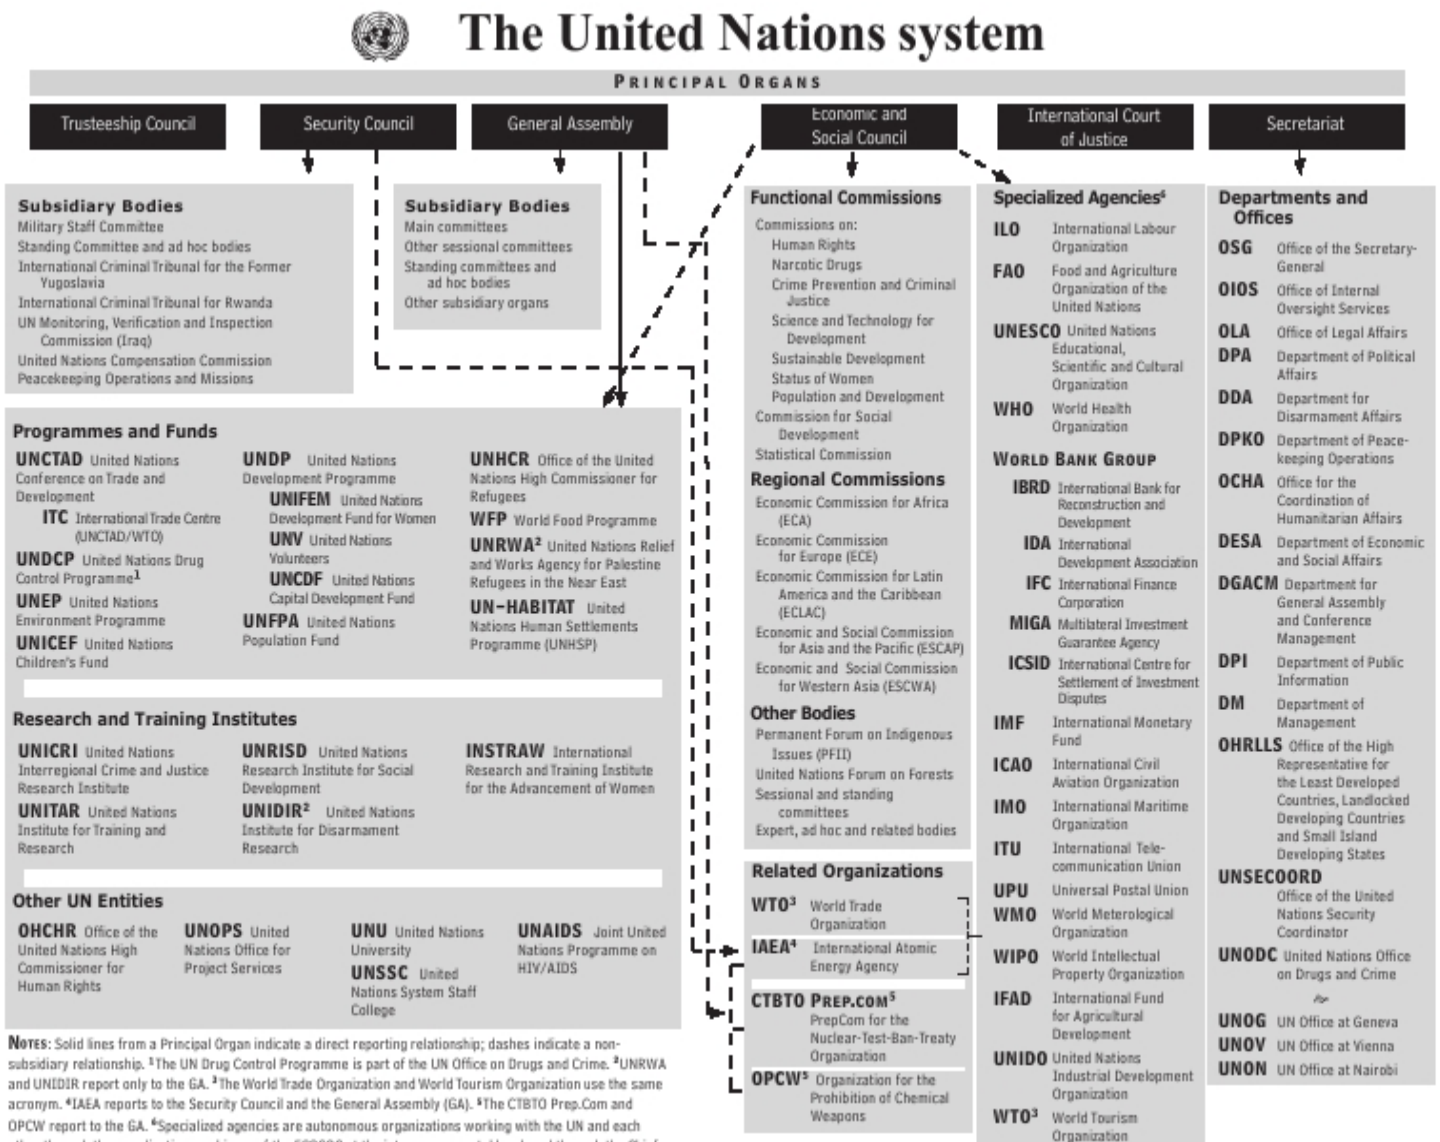 The United Nations system
PRINCIPAL ORGANS
Trusteeship Council
Security Council
General Assembly
Economic and
Social Council
International Court
of Justice
Secretariat
Subsidiary Bodies
Military Staff Committee
Standing Committee and ad hoc bodies
International Criminal Tribunal for the Former
Yugoslavia
International Criminal Tribunal for Rwanda
UN Monitoring, Verification and Inspection
Commission (Iraq)
United Nations Compensation Commission
Peacekeeping Operations and Missions
Subsidiary Bodies
Main committees
Other sessional committees
Standing committees and
ad hoc bodies
Other subsidiary organs
Programmes and Funds
UNCTAD United Nations
Conference on Trade and
Development
ITC International Trade Centre
(UNCTAD/WTO)
UNDCP United Nations Drug
Control Programme¹
UNEP United Nations
Environment Programme
UNICEF United Nations
Children's Fund
UNDP United Nations
Development Programme
UNIFEM United Nations
Development Fund for Women
UNV United Nations
Volunteers
UNCDF United Nations
Capital Development Fund
UNFPA United Nations
Population Fund
UNHCR Office of the United
Nations High Commissioner for
Refugees
WFP World Food Programme
UNRWA² United Nations Relief
and Works Agency for Palestine
Refugees in the Near East
UN-HABITAT United
Nations Human Settlements
Programme (UNHSP)
Research and Training Institutes
UNICRI United Nations
Interregional Crime and Justice
Research Institute
UNITAR United Nations
Institute for Training and
Research
UNRISD United Nations
Research Institute for Social
Development
UNIDIR² United Nations
Institute for Disarmament
Research
INSTRAW International
Research and Training Institute
for the Advancement of Women
Other UN Entities
OHCHR Office of the
United Nations High
Commissioner for
Human Rights
UNOPS United
Nations Office for
Project Services
UNU United Nations
University
UNSSC United
Nations System Staff
College
UNAIDS Joint United
Nations Programme on
HIV/AIDS
Functional Commissions
Commissions on:
Human Rights
Narcotic Drugs
Crime Prevention and Criminal
Justice
Science and Technology for
Development
Sustainable Development
Status of Women
Population and Development
Commission for Social
Development
Statistical Commission
Regional Commissions
Economic Commission for Africa
(ECA)
Economic Commission
for Europe (ECE)
Economic Commission for Latin
America and the Caribbean
(ECLAC)
Economic and Social Commission
for Asia and the Pacific (ESCAP)
Economic and Social Commission
for Western Asia (ESCWA)
Other Bodies
Permanent Forum on Indigenous
Issues (PFII)
United Nations Forum on Forests
Sessional and standing
committees
Expert, ad hoc and related bodies
Related Organizations
WTO³ World Trade
Organization
IAEA⁴ International Atomic
Energy Agency
CTBTO PREP.COM⁵
PrepCom for the
Nuclear-Test-Ban-Treaty
Organization
OPCW⁵ Organization for the
Prohibition of Chemical
Weapons
Specialized Agencies⁶
ILO International Labour
Organization
FAO Food and Agriculture
Organization of the
United Nations
UNESCO United Nations
Educational,
Scientific and Cultural
Organization
WHO World Health
Organization
WORLD BANK GROUP
IBRD International Bank for
Reconstruction and
Development
IDA International
Development Association
IFC International Finance
Corporation
MIGA Multilateral Investment
Guarantee Agency
ICSID International Centre for
Settlement of Investment
Disputes
IMF International Monetary
Fund
ICAO International Civil
Aviation Organization
IMO International Maritime
Organization
ITU International Tele-
communication Union
UPU Universal Postal Union
WMO World Meterological
Organization
WIPO World Intellectual
Property Organization
IFAD International Fund
for Agricultural
Development
UNIDO United Nations
Industrial Development
Organization
WTO³ World Tourism
Organization
Departments and
Offices
OSG Office of the Secretary-
General
OIOS Office of Internal
Oversight Services
OLA Office of Legal Affairs
DPA Department of Political
Affairs
DDA Department for
Disarmament Affairs
DPKO Department of Peace-
keeping Operations
OCHA Office for the
Coordination of
Humanitarian Affairs
DESA Department of Economic
and Social Affairs
DGACM Department for
General Assembly
and Conference
Management
DPI Department of Public
Information
DM Department of
Management
OHRLLS Office of the High
Representative for
the Least Developed
Countries, Landlocked
Developing Countries
and Small Island
Developing States
UNSECOORD
Office of the United
Nations Security
Coordinator
UNODC United Nations Office
on Drugs and Crime
UNOG UN Office at Geneva
UNOV UN Office at Vienna
UNON UN Office at Nairobi
NOTES: Solid lines from a Principal Organ indicate a direct reporting relationship; dashes indicate a non-
subsidiary relationship. ¹The UN Drug Control Programme is part of the UN Office on Drugs and Crime. ²UNRWA
and UNIDIR report only to the GA. ³The World Trade Organization and World Tourism Organization use the same
acronym. ⁴IAEA reports to the Security Council and the General Assembly (GA). ⁵The CTBTO Prep.Com and
OPCW report to the GA. ⁶Specialized agencies are autonomous organizations working with the UN and each